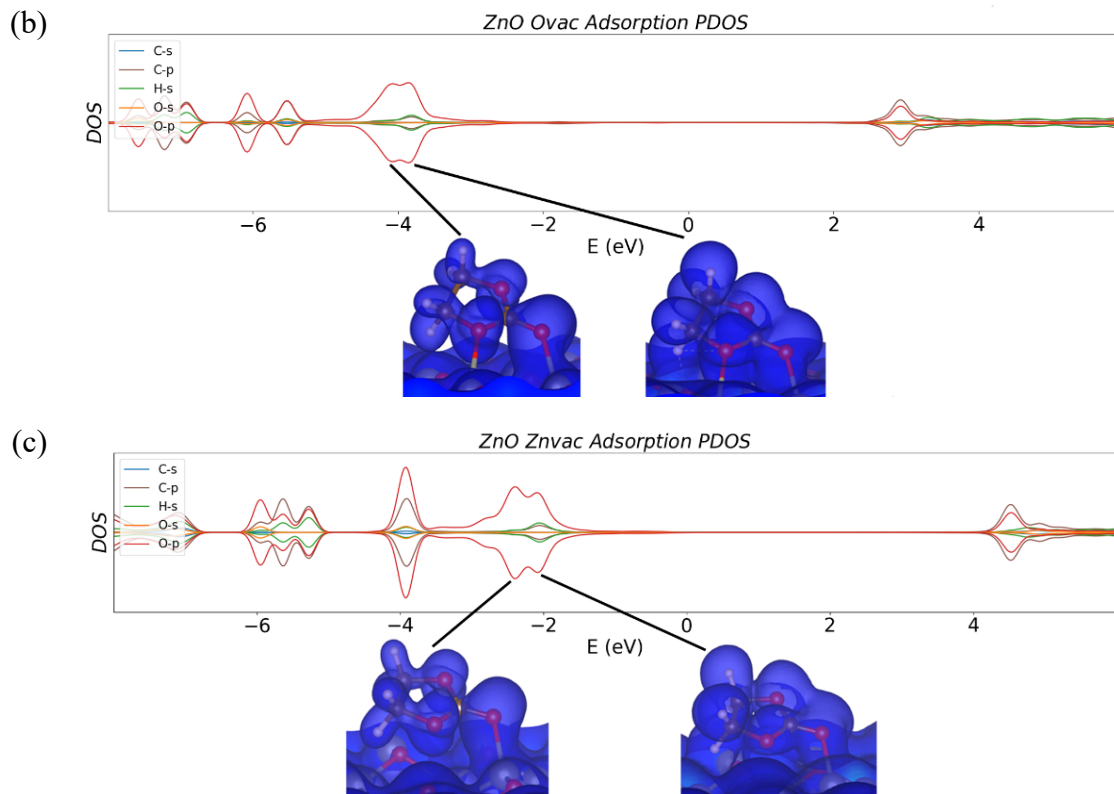 (b)
ZnO Ovac Adsorption PDOS
C-s
C-p
H-s
O-s
O-p
DOS
−6 −4 −2 0 2 4
E (eV)
(c)
ZnO Znvac Adsorption PDOS
C-s
C-p
H-s
O-s
O-p
DOS
−6 −4 −2 0 2 4
E (eV)